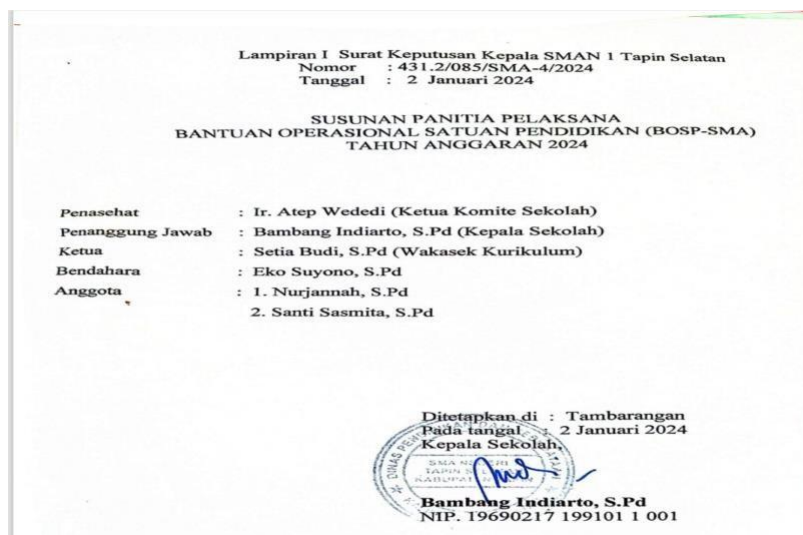 Lampiran I Surat Keputusan Kepala SMAN 1 Tapin Selatan
Nomor : 431.2/085/SMA-4/2024
Tanggal : 2 Januari 2024
SUSUNAN PANITIA PELAKSANA
BANTUAN OPERASIONAL SATUAN PENDIDIKAN (BOSP-SMA)
TAHUN ANGGARAN 2024
Penasehat : Ir. Atep Wededi (Ketua Komite Sekolah)
Penanggung Jawab : Bambang Indiarto, S.Pd (Kepala Sekolah)
Ketua : Setia Budi, S.Pd (Wakasek Kurikulum)
Bendahara : Eko Suyono, S.Pd
Anggota : 1. Nurjannah, S.Pd
2. Santi Sasmita, S.Pd
Ditetapkan di : Tambarangan
Pada tangal : 2 Januari 2024
Kepala Sekolah,
DINAS
SMA
TAPIN
Bambang Indiarto, S.Pd
NIP. 19690217 199101 1 001